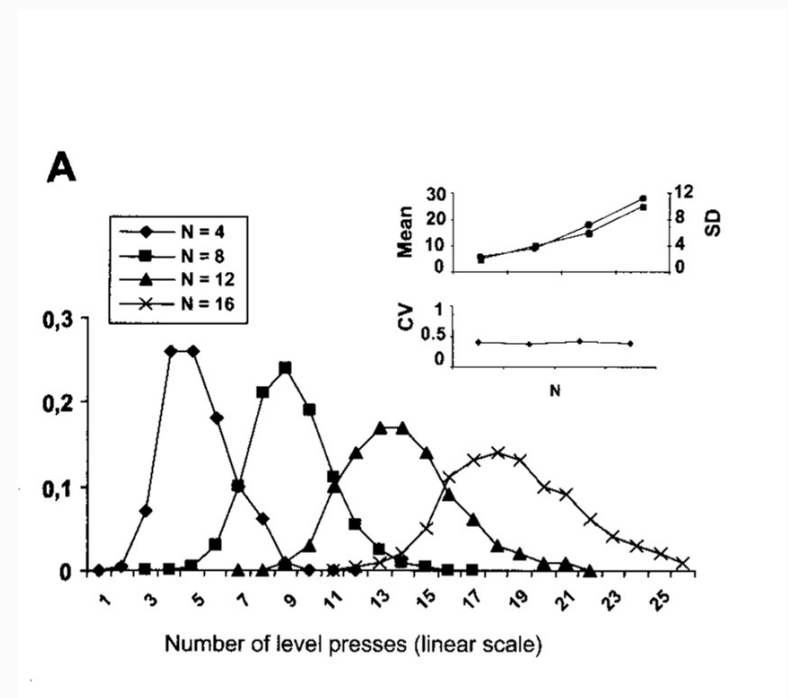 A
N = 4
N = 8
N = 12
N = 16
Mean
30
20
10
0
12
8
4
0
SD
CV
1
0.5
0
N
0,3
0,2
0,1
0
1 3 5 7 9 11 13 15 17 19 21 23 25
Number of level presses (linear scale)